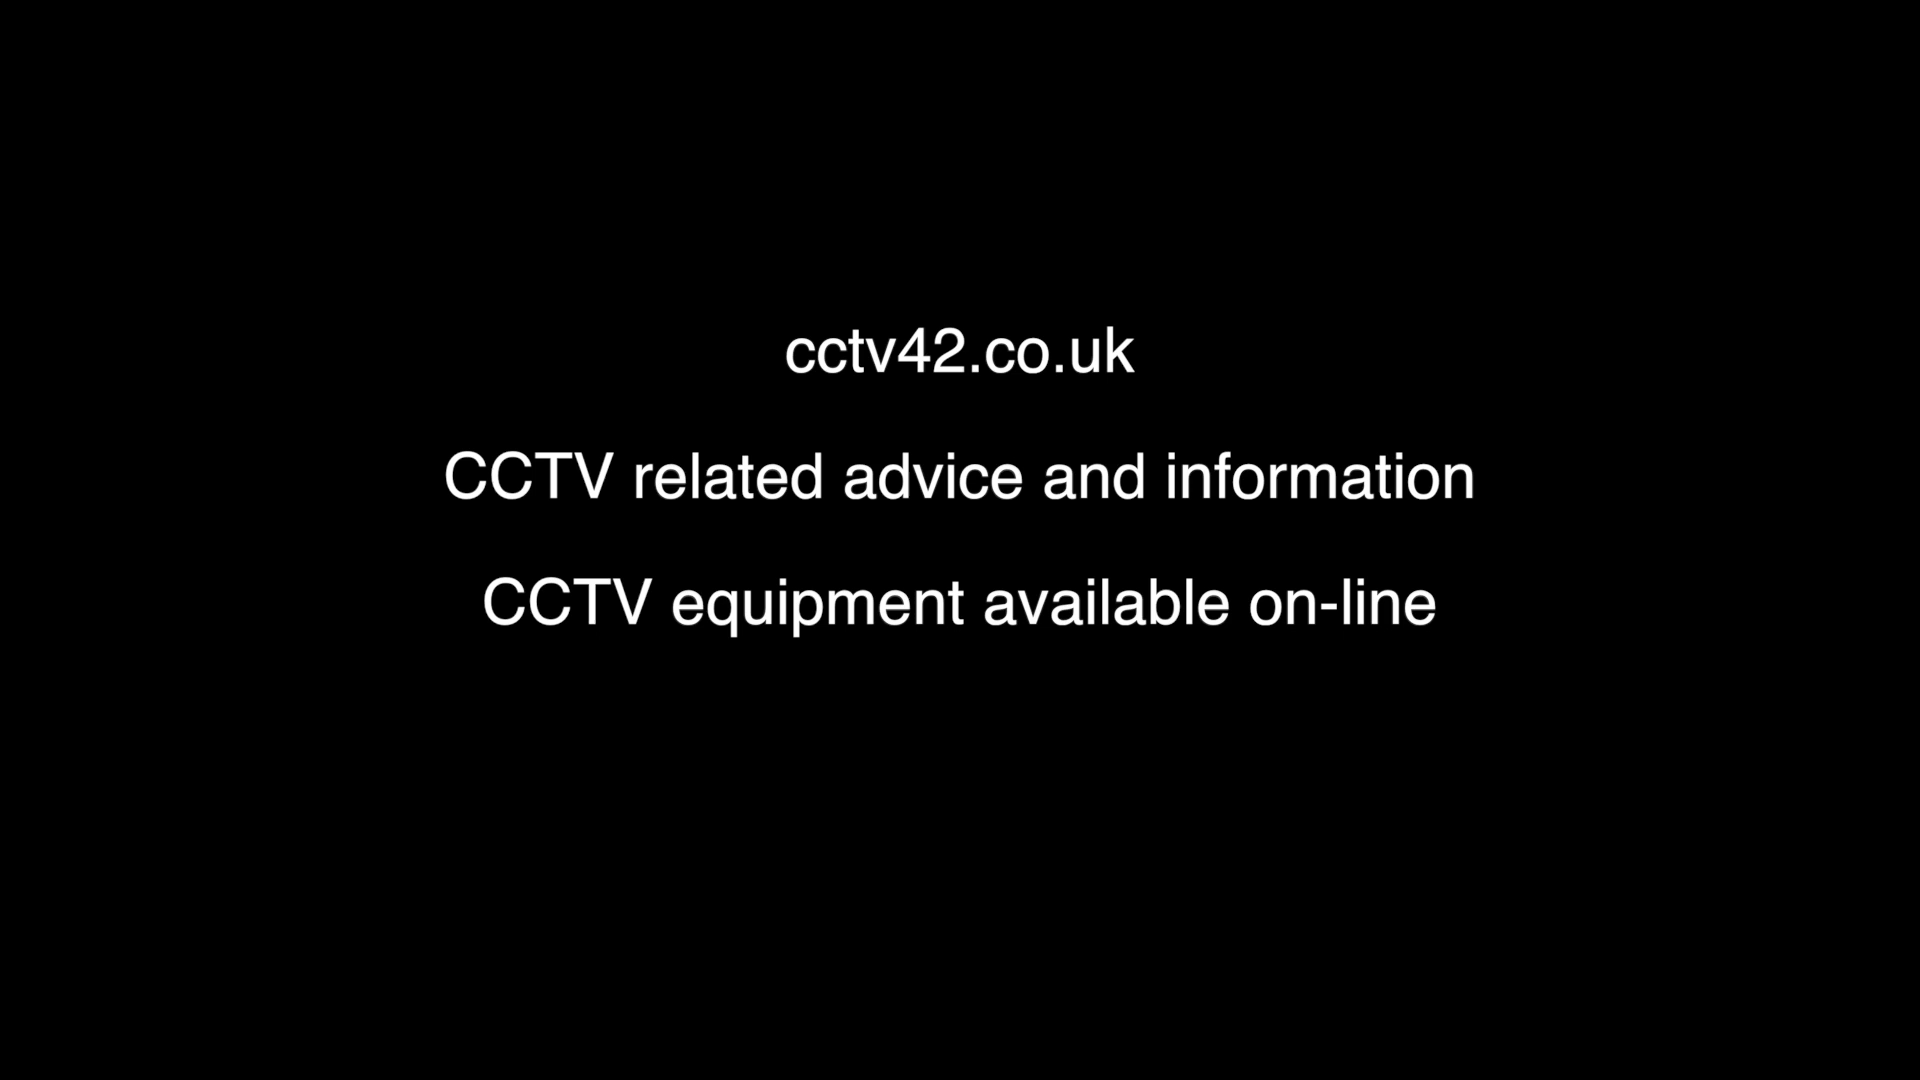 cctv42.co.uk
CCTV related advice and information
CCTV equipment available on-line